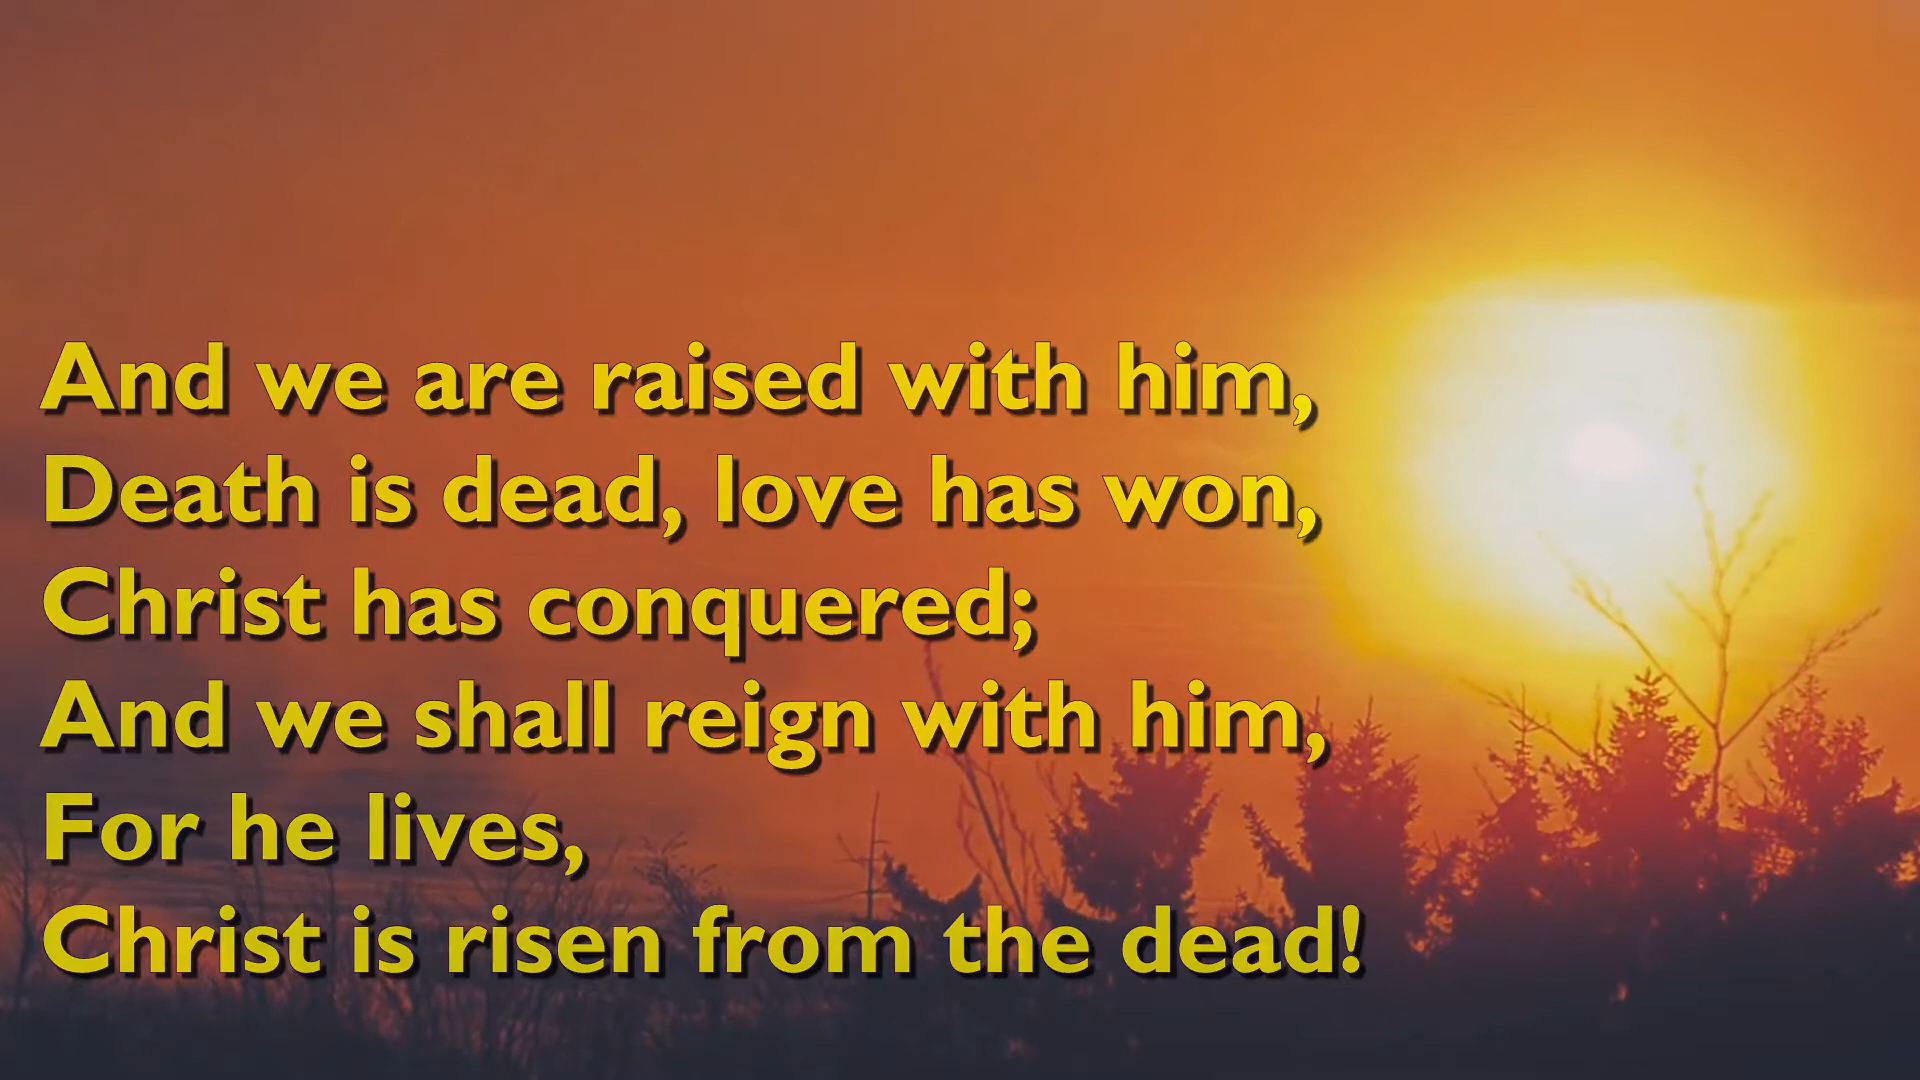 And we are raised with him,
Death is dead, love has won,
Christ has conquered;
And we shall reign with him,
For he lives,
Christ is risen from the dead!